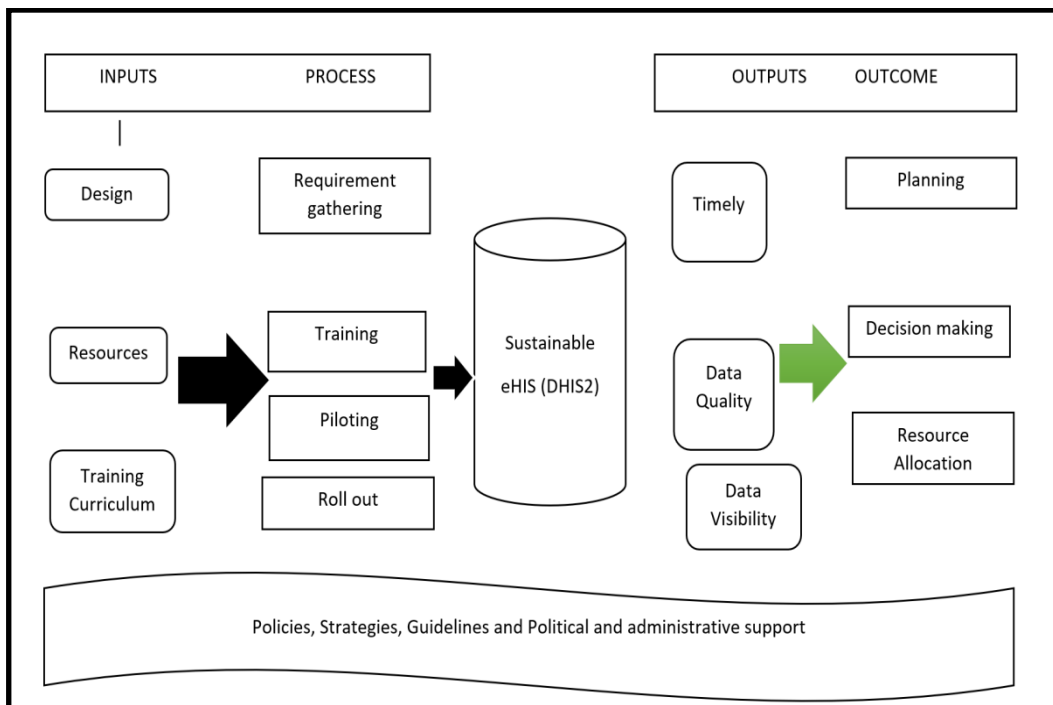 INPUTS PROCESS
OUTPUTS OUTCOME
Design
Requirement
gathering
Timely
Planning
Resources
Training
Piloting
Sustainable
eHIS (DHIS2)
Data
Quality
Decision making
Training
Curriculum
Roll out
Data
Visibility
Resource
Allocation
Policies, Strategies, Guidelines and Political and administrative support